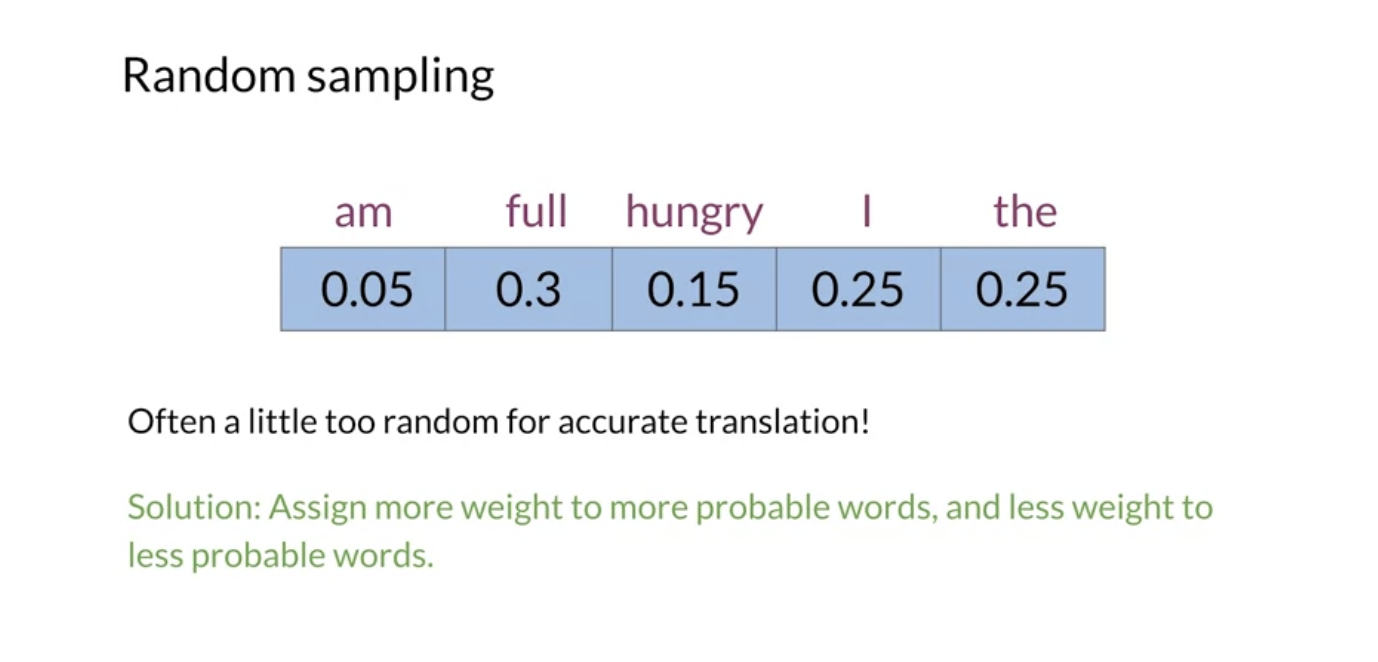 Random sampling
am full hungry I the
0.05 0.3 0.15 0.25 0.25
Often a little too random for accurate translation!
Solution: Assign more weight to more probable words, and less weight to
less probable words.